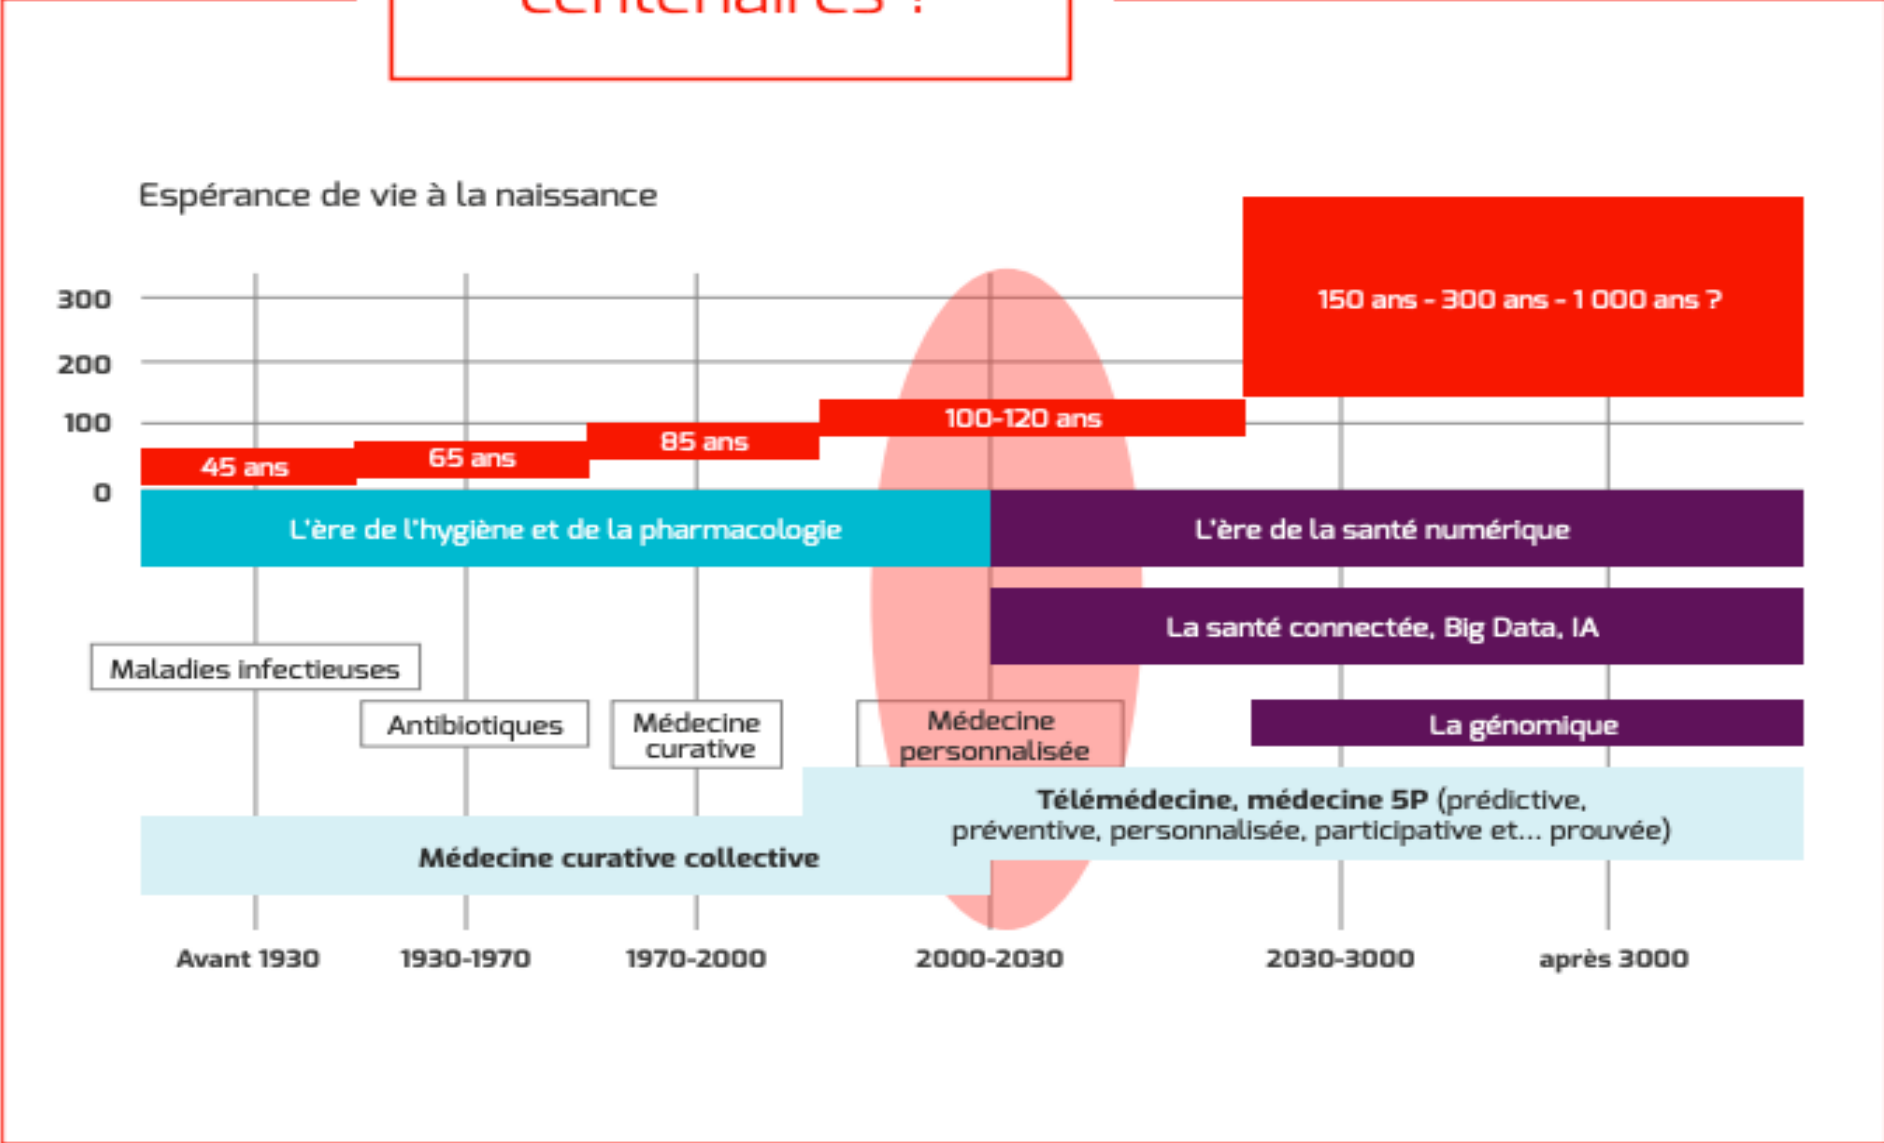 centenaires ?
Espérance de vie à la naissance
300
200
100
0
150 ans - 300 ans - 1 000 ans ?
100-120 ans
85 ans
65 ans
45 ans
L'ère de l'hygiène et de la pharmacologie
L'ère de la santé numérique
La santé connectée, Big Data, IA
Maladies infectieuses
Antibiotiques
Médecine
curative
Médecine
personnalisée
La génomique
Télémédecine, médecine 5P (prédictive,
préventive, personnalisée, participative et... prouvée)
Médecine curative collective
Avant 1930
1930-1970
1970-2000
2000-2030
2030-3000
après 3000